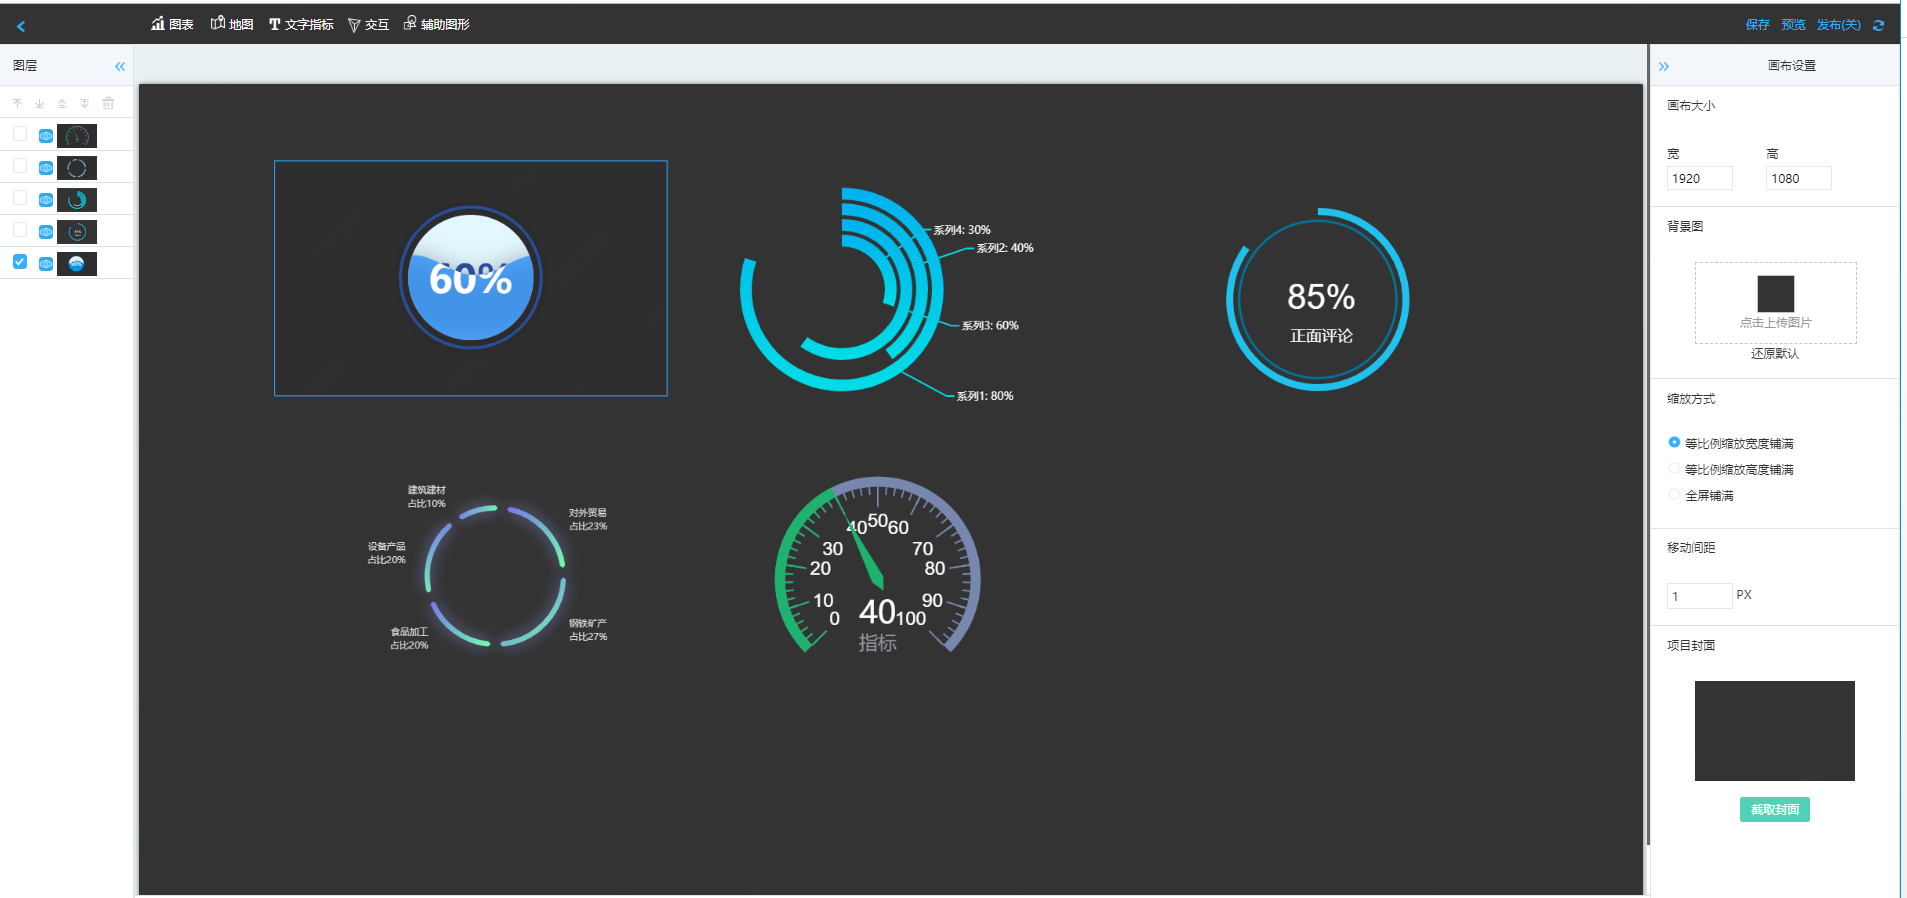 图表 地图 文字指标 交互 辅助图形 保存 预览 发布(关)
图层
画布设置
画布大小
宽 高
1920 1080
背景图
点击上传图片
还原默认
缩放方式
等比例缩放宽度铺满
等比例缩放高度铺满
全屏铺满
移动间距
1 PX
项目封面
截取封面
60%
系列4: 30%
系列2: 40%
系列3: 60%
系列1: 80%
85%
正面评论
建筑建材
占比10%
对外贸易
占比23%
设备产品
占比20%
钢铁矿产
占比27%
食品加工
占比20%
0
10
20
30
40
50
60
70
80
90
100
40
指标